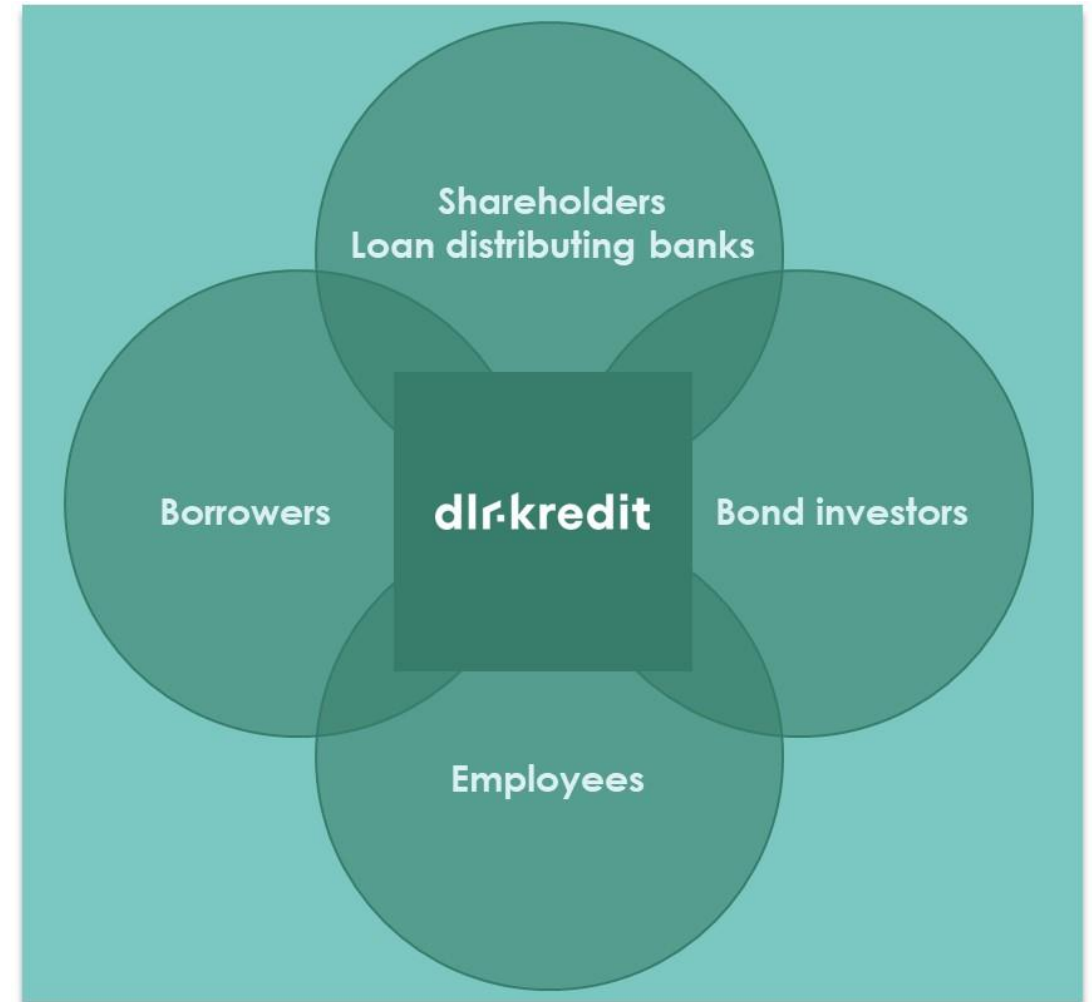 Shareholders
Loan distributing banks
Borrowers
dlr kredit
Bond investors
Employees